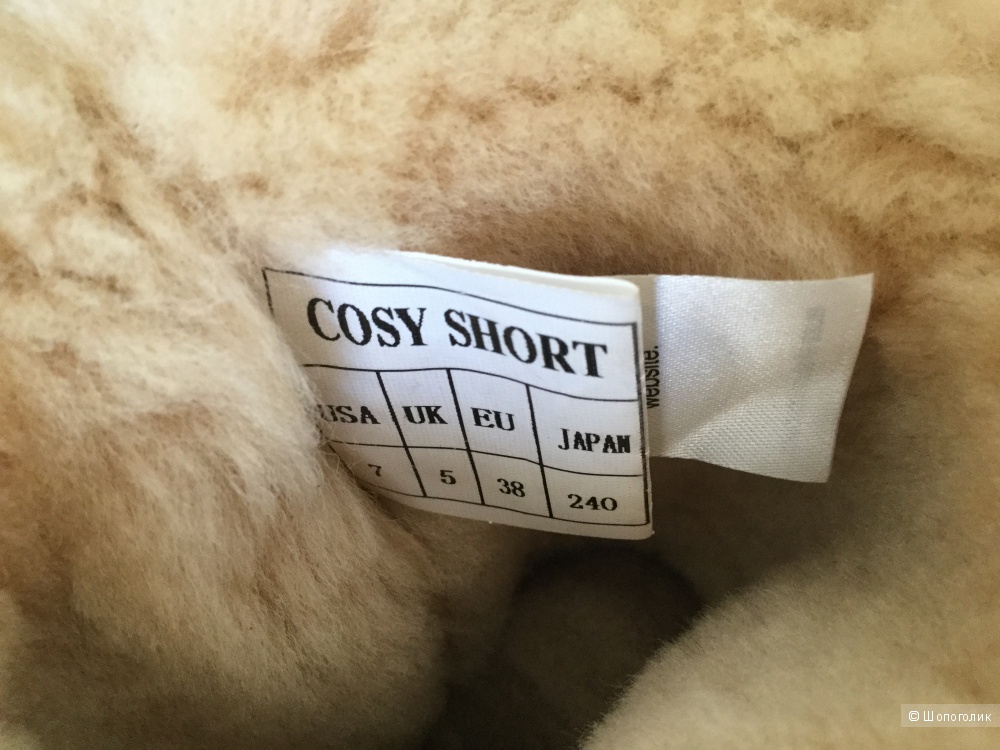 COSY SHORT
USA UK EU JAPAN
7 5 38 240
website:
© Шопоголик